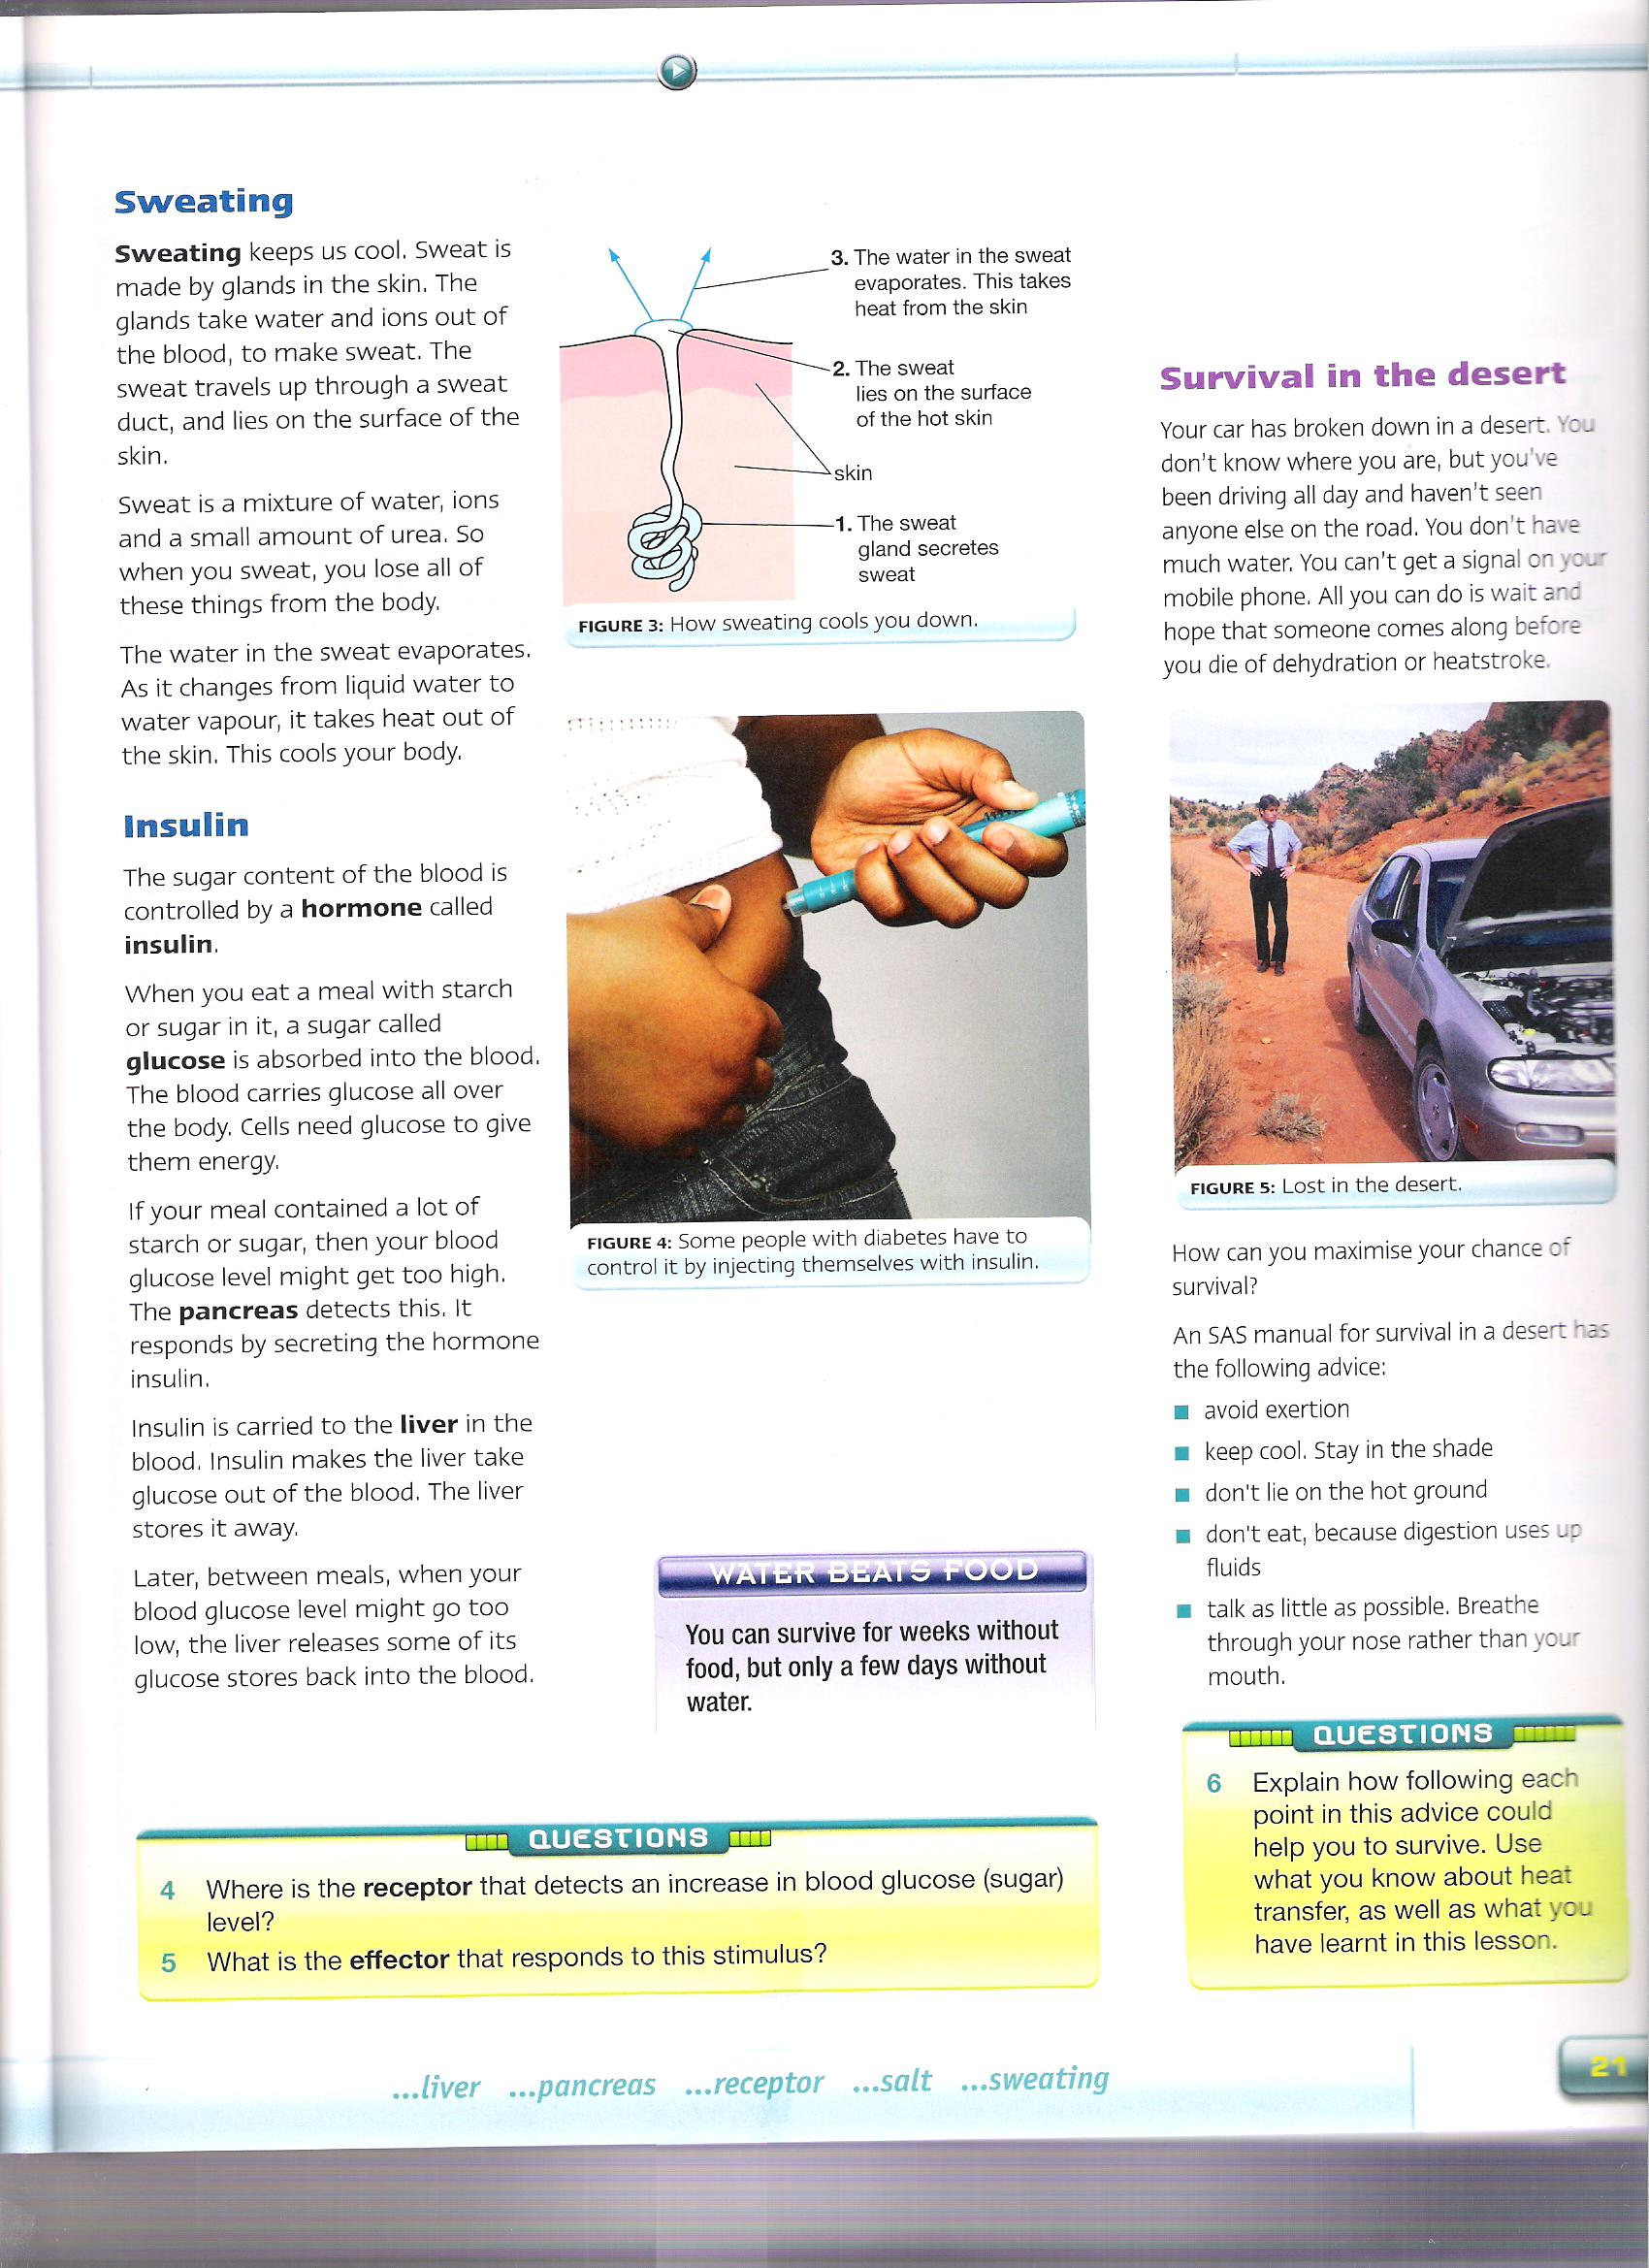 Sweating
Sweating keeps us cool. Sweat is
made by glands in the skin. The
glands take water and ions out of
the blood, to make sweat. The
sweat travels up through a sweat
duct, and lies on the surface of the
skin.
Sweat is a mixture of water, ions
and a small amount of urea. So
when you sweat, you lose all of
these things from the body.
The water in the sweat evaporates.
As it changes from liquid water to
water vapour, it takes heat out of
the skin. This cools your body.
Insulin
The sugar content of the blood is
controlled by a hormone called
insulin.
When you eat a meal with starch
or sugar in it, a sugar called
glucose is absorbed into the blood.
The blood carries glucose all over
the body. Cells need glucose to give
them energy.
If your meal contained a lot of
starch or sugar, then your blood
glucose level might get too high.
The pancreas detects this. It
responds by secreting the hormone
insulin.
Insulin is carried to the liver in the
blood. Insulin makes the liver take
glucose out of the blood. The liver
stores it away.
Later, between meals, when your
blood glucose level might go too
low, the liver releases some of its
glucose stores back into the blood.
3. The water in the sweat
evaporates. This takes
heat from the skin
2. The sweat
lies on the surface
of the hot skin
skin
1. The sweat
gland secretes
sweat
FIGURE 3: How sweating cools you down.
FIGURE 4: Some people with diabetes have to
control it by injecting themselves with insulin.
WATER BEATS FOOD
You can survive for weeks without
food, but only a few days without
water.
QUESTIONS
4 Where is the receptor that detects an increase in blood glucose (sugar)
level?
5 What is the effector that responds to this stimulus?
Survival in the desert
Your car has broken down in a desert. You
don't know where you are, but you've
been driving all day and haven't seen
anyone else on the road. You don't have
much water. You can't get a signal on your
mobile phone. All you can do is wait and
hope that someone comes along before
you die of dehydration or heatstroke.
FIGURE 5: Lost in the desert.
How can you maximise your chance of
survival?
An SAS manual for survival in a desert has
the following advice:
■ avoid exertion
■ keep cool. Stay in the shade
■ don't lie on the hot ground
■ don't eat, because digestion uses up
fluids
■ talk as little as possible. Breathe
through your nose rather than your
mouth.
QUESTIONS
6 Explain how following each
point in this advice could
help you to survive. Use
what you know about heat
transfer, as well as what you
have learnt in this lesson.
...liver ...pancreas ...receptor ...salt ...sweating
21